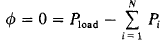 ϕ = 0 = P_load − ∑_{i=1}^{N} P_i